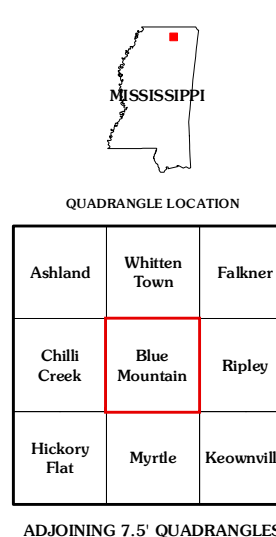 MISSISSIPPI
QUADRANGLE LOCATION
Ashland
Whitten
Town
Falkner
Chilli
Creek
Blue
Mountain
Ripley
Hickory
Flat
Myrtle
Keownvill
ADJOINING 7.5' QUADRANGLES